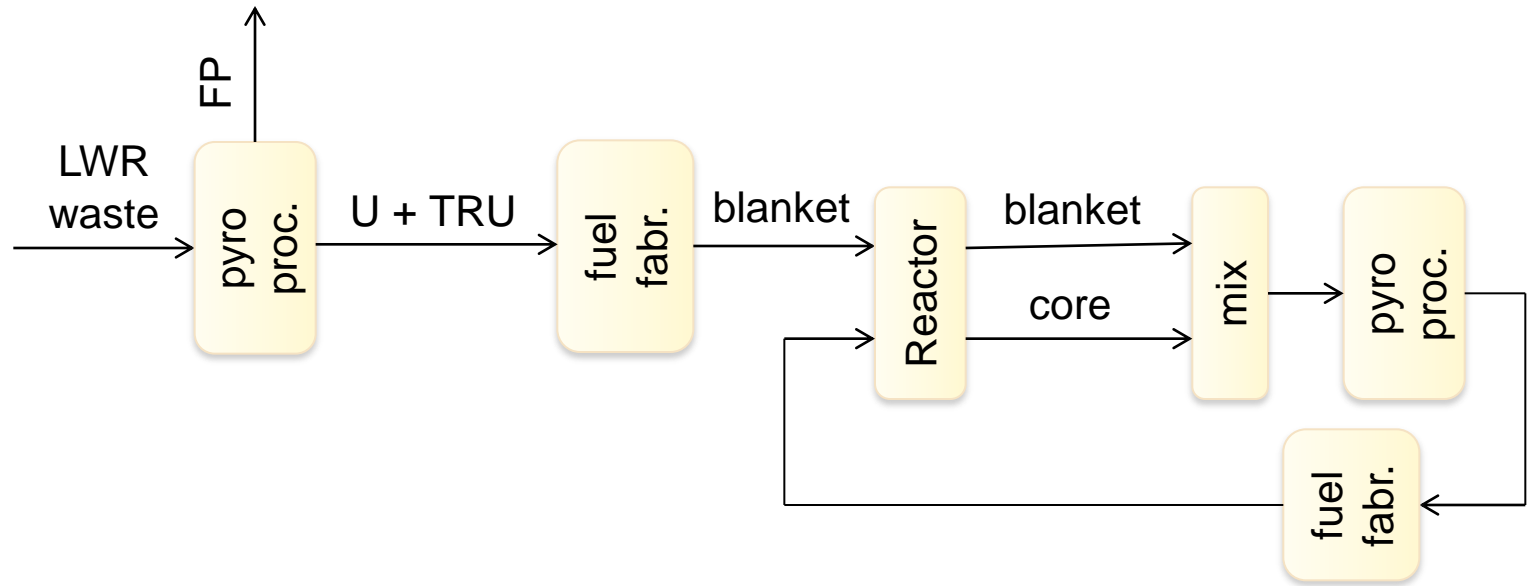 FP
LWR
waste
pyro
proc.
U + TRU
fuel
fabr.
blanket
Reactor
blanket
core
mix
pyro
proc.
fuel
fabr.